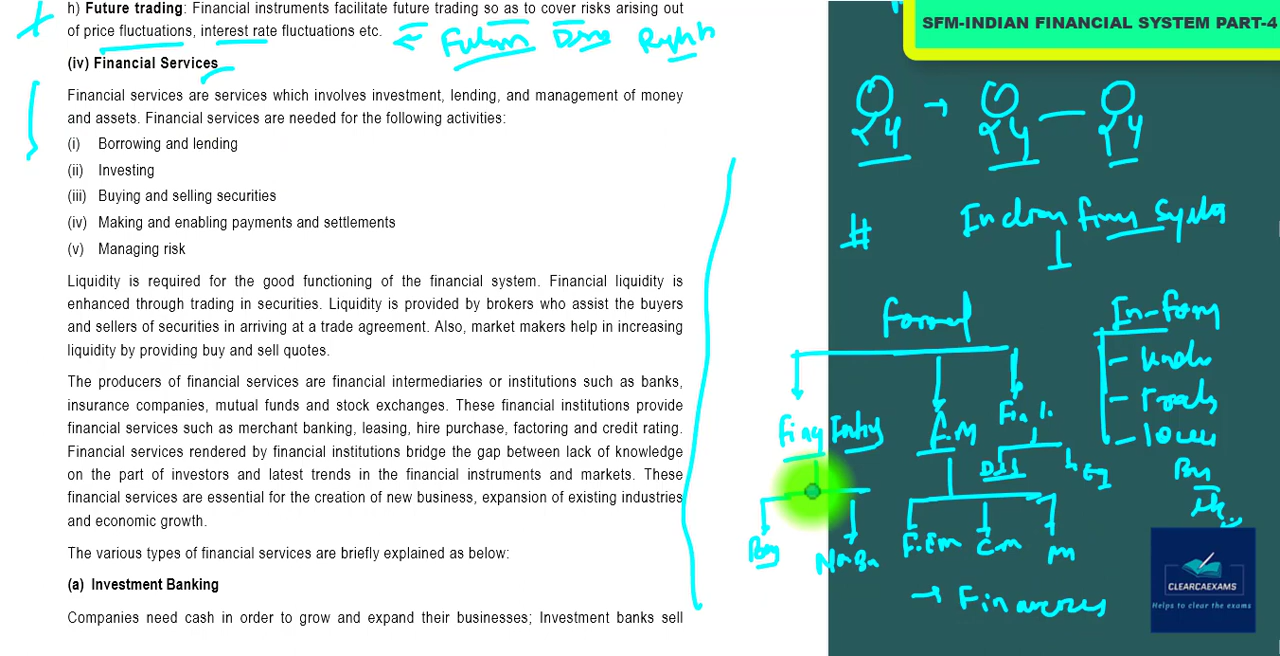 h) Future trading: Financial instruments facilitate future trading so as to cover risks arising out
of price fluctuations, interest rate fluctuations etc.
(iv) Financial Services
Financial services are services which involves investment, lending, and management of money
and assets. Financial services are needed for the following activities:
(i) Borrowing and lending
(ii) Investing
(iii) Buying and selling securities
(iv) Making and enabling payments and settlements
(v) Managing risk
Liquidity is required for the good functioning of the financial system. Financial liquidity is
enhanced through trading in securities. Liquidity is provided by brokers who assist the buyers
and sellers of securities in arriving at a trade agreement. Also, market makers help in increasing
liquidity by providing buy and sell quotes.
The producers of financial services are financial intermediaries or institutions such as banks,
insurance companies, mutual funds and stock exchanges. These financial institutions provide
financial services such as merchant banking, leasing, hire purchase, factoring and credit rating.
Financial services rendered by financial institutions bridge the gap between lack of knowledge
on the part of investors and latest trends in the financial instruments and markets. These
financial services are essential for the creation of new business, expansion of existing industries
and economic growth.
The various types of financial services are briefly explained as below:
(a) Investment Banking
Companies need cash in order to grow and expand their businesses; Investment banks sell
SFM-INDIAN FINANCIAL SYSTEM PART-4
#
Formal
F.M
C.M
CLEARCAEXAMS
Helps to clear the exams